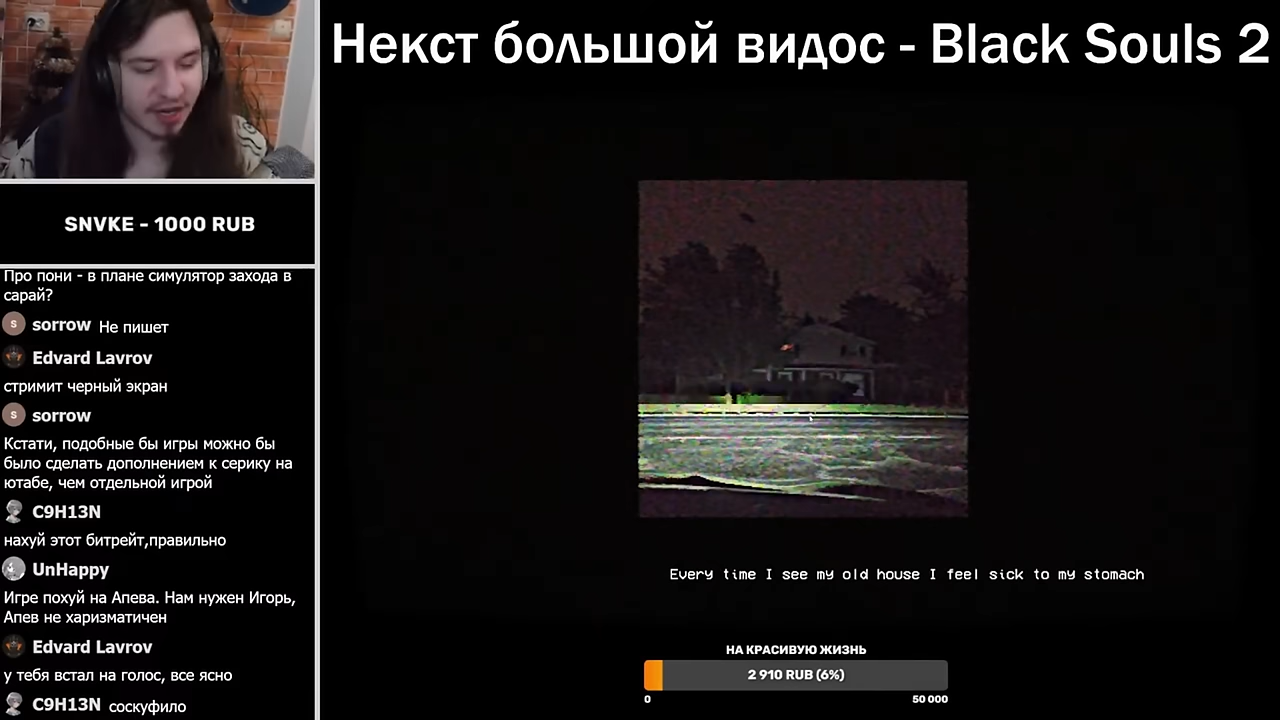 Некст большой видос - Black Souls 2
SNVKE - 1000 RUB
Про пони - в плане симулятор захода в
сарай?
S sorrow Не пишет
Edvard Lavrov
стримит черный экран
S sorrow
Кстати, подобные бы игры можно бы
было сделать дополнением к серику на
ютабе, чем отдельной игрой
C9H13N
нахуй этот битрейт,правильно
UnHappy
Игре похуй на Апева. Нам нужен Игорь,
Апев не харизматичен
Edvard Lavrov
у тебя встал на голос, все ясно
C9H13N соскуфило
Every time I see my old house I feel sick to my stomach
НА КРАСИВУЮ ЖИЗНЬ
2 910 RUB (6%)
0 50 000